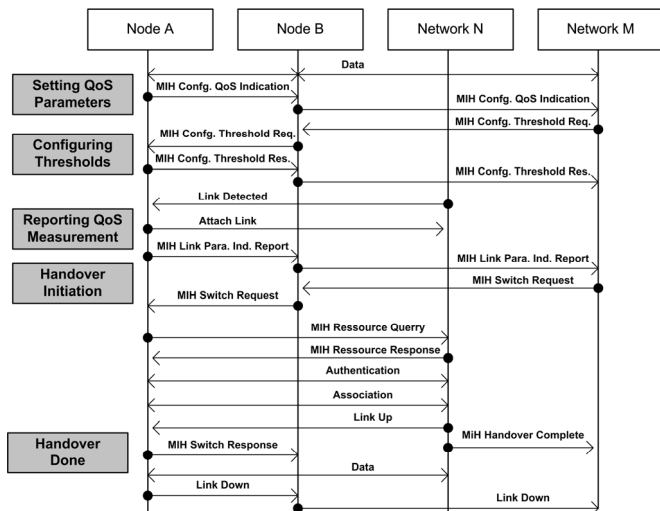 Node A
Node B
Network N
Network M
Data
Setting QoS
Parameters
MIH Confg. QoS Indication
MIH Confg. QoS Indication
MIH Confg. Threshold Req.
Configuring
Thresholds
MIH Confg. Threshold Req.
MIH Confg. Threshold Res.
MIH Confg. Threshold Res.
Link Detected
Reporting QoS
Measurement
Attach Link
MIH Link Para. Ind. Report
MIH Link Para. Ind. Report
Handover
Initiation
MIH Switch Request
MIH Switch Request
MIH Ressource Querry
MIH Ressource Response
Authentication
Association
Link Up
MiH Handover Complete
Handover
Done
MIH Switch Response
Data
Link Down
Link Down